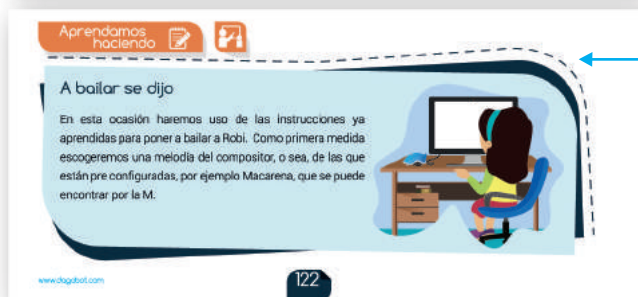 Aprendamos
haciendo
A bailar se dijo
En esta ocasión haremos uso de las instrucciones ya
aprendidas para poner a bailar a Robi. Como primera medida
escogeremos una melodía del compositor, o sea, de las que
están pre configuradas, por ejemplo Macarena, que se puede
encontrar por la M.
www.dagabot.com
122